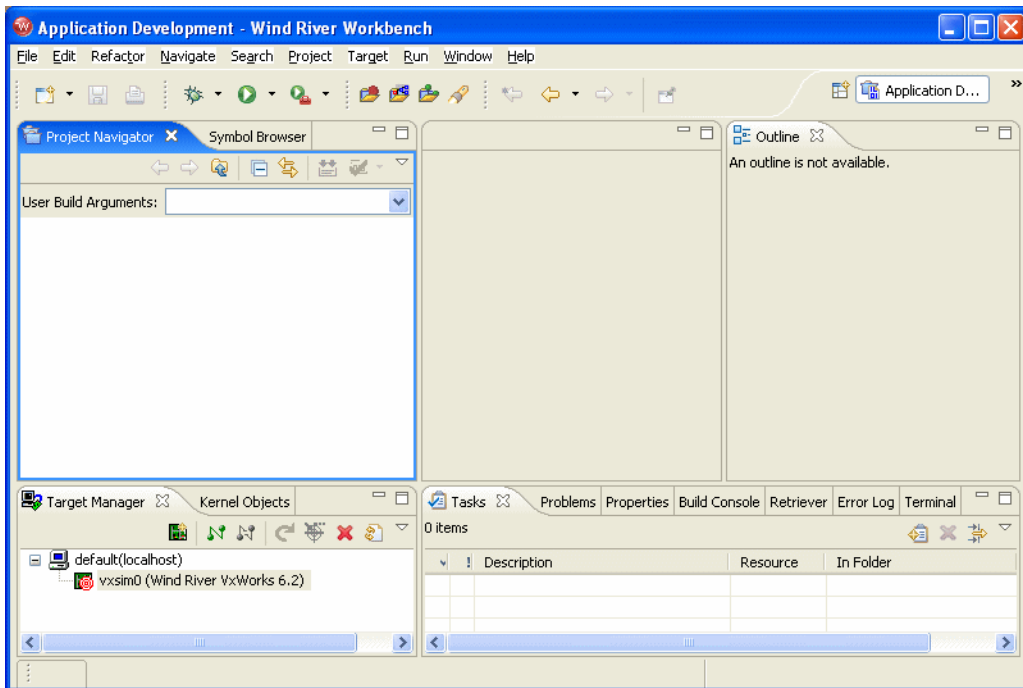 Application Development - Wind River Workbench
File Edit Refactor Navigate Search Project Target Run Window Help
Application D...
Project Navigator Symbol Browser
Outline
An outline is not available.
User Build Arguments:
Target Manager Kernel Objects
Tasks Problems Properties Build Console Retriever Error Log Terminal
0 items
default(localhost)
vxsim0 (Wind River VxWorks 6.2)
! Description Resource In Folder